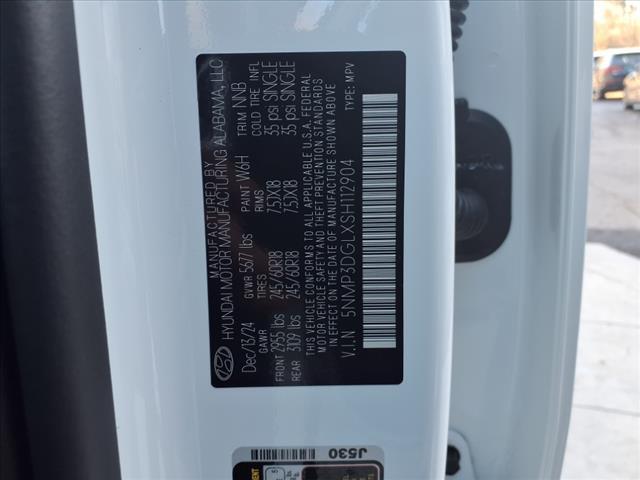 MANUFACTURED BY
HYUNDAI MOTOR MANUFACTURING ALABAMA, LLC
Dec/13/24 GVWR 5677 lbs PAINT W6H TRIM NNB
GAWR TIRES RIMS COLD TIRE INFL
FRONT 2955 lbs 245/60R18 7.5JX18 35 psi SINGLE
REAR 3109 lbs 245/60R18 7.5JX18 35 psi SINGLE
THIS VEHICLE CONFORMS TO ALL APPLICABLE U.S.A. FEDERAL
MOTOR VEHICLE SAFETY AND THEFT PREVENTION STANDARDS
IN EFFECT ON THE DATE OF MANUFACTURE SHOWN ABOVE
V.I.N 5NMP3DGLXSH112904 TYPE: MPV
J530